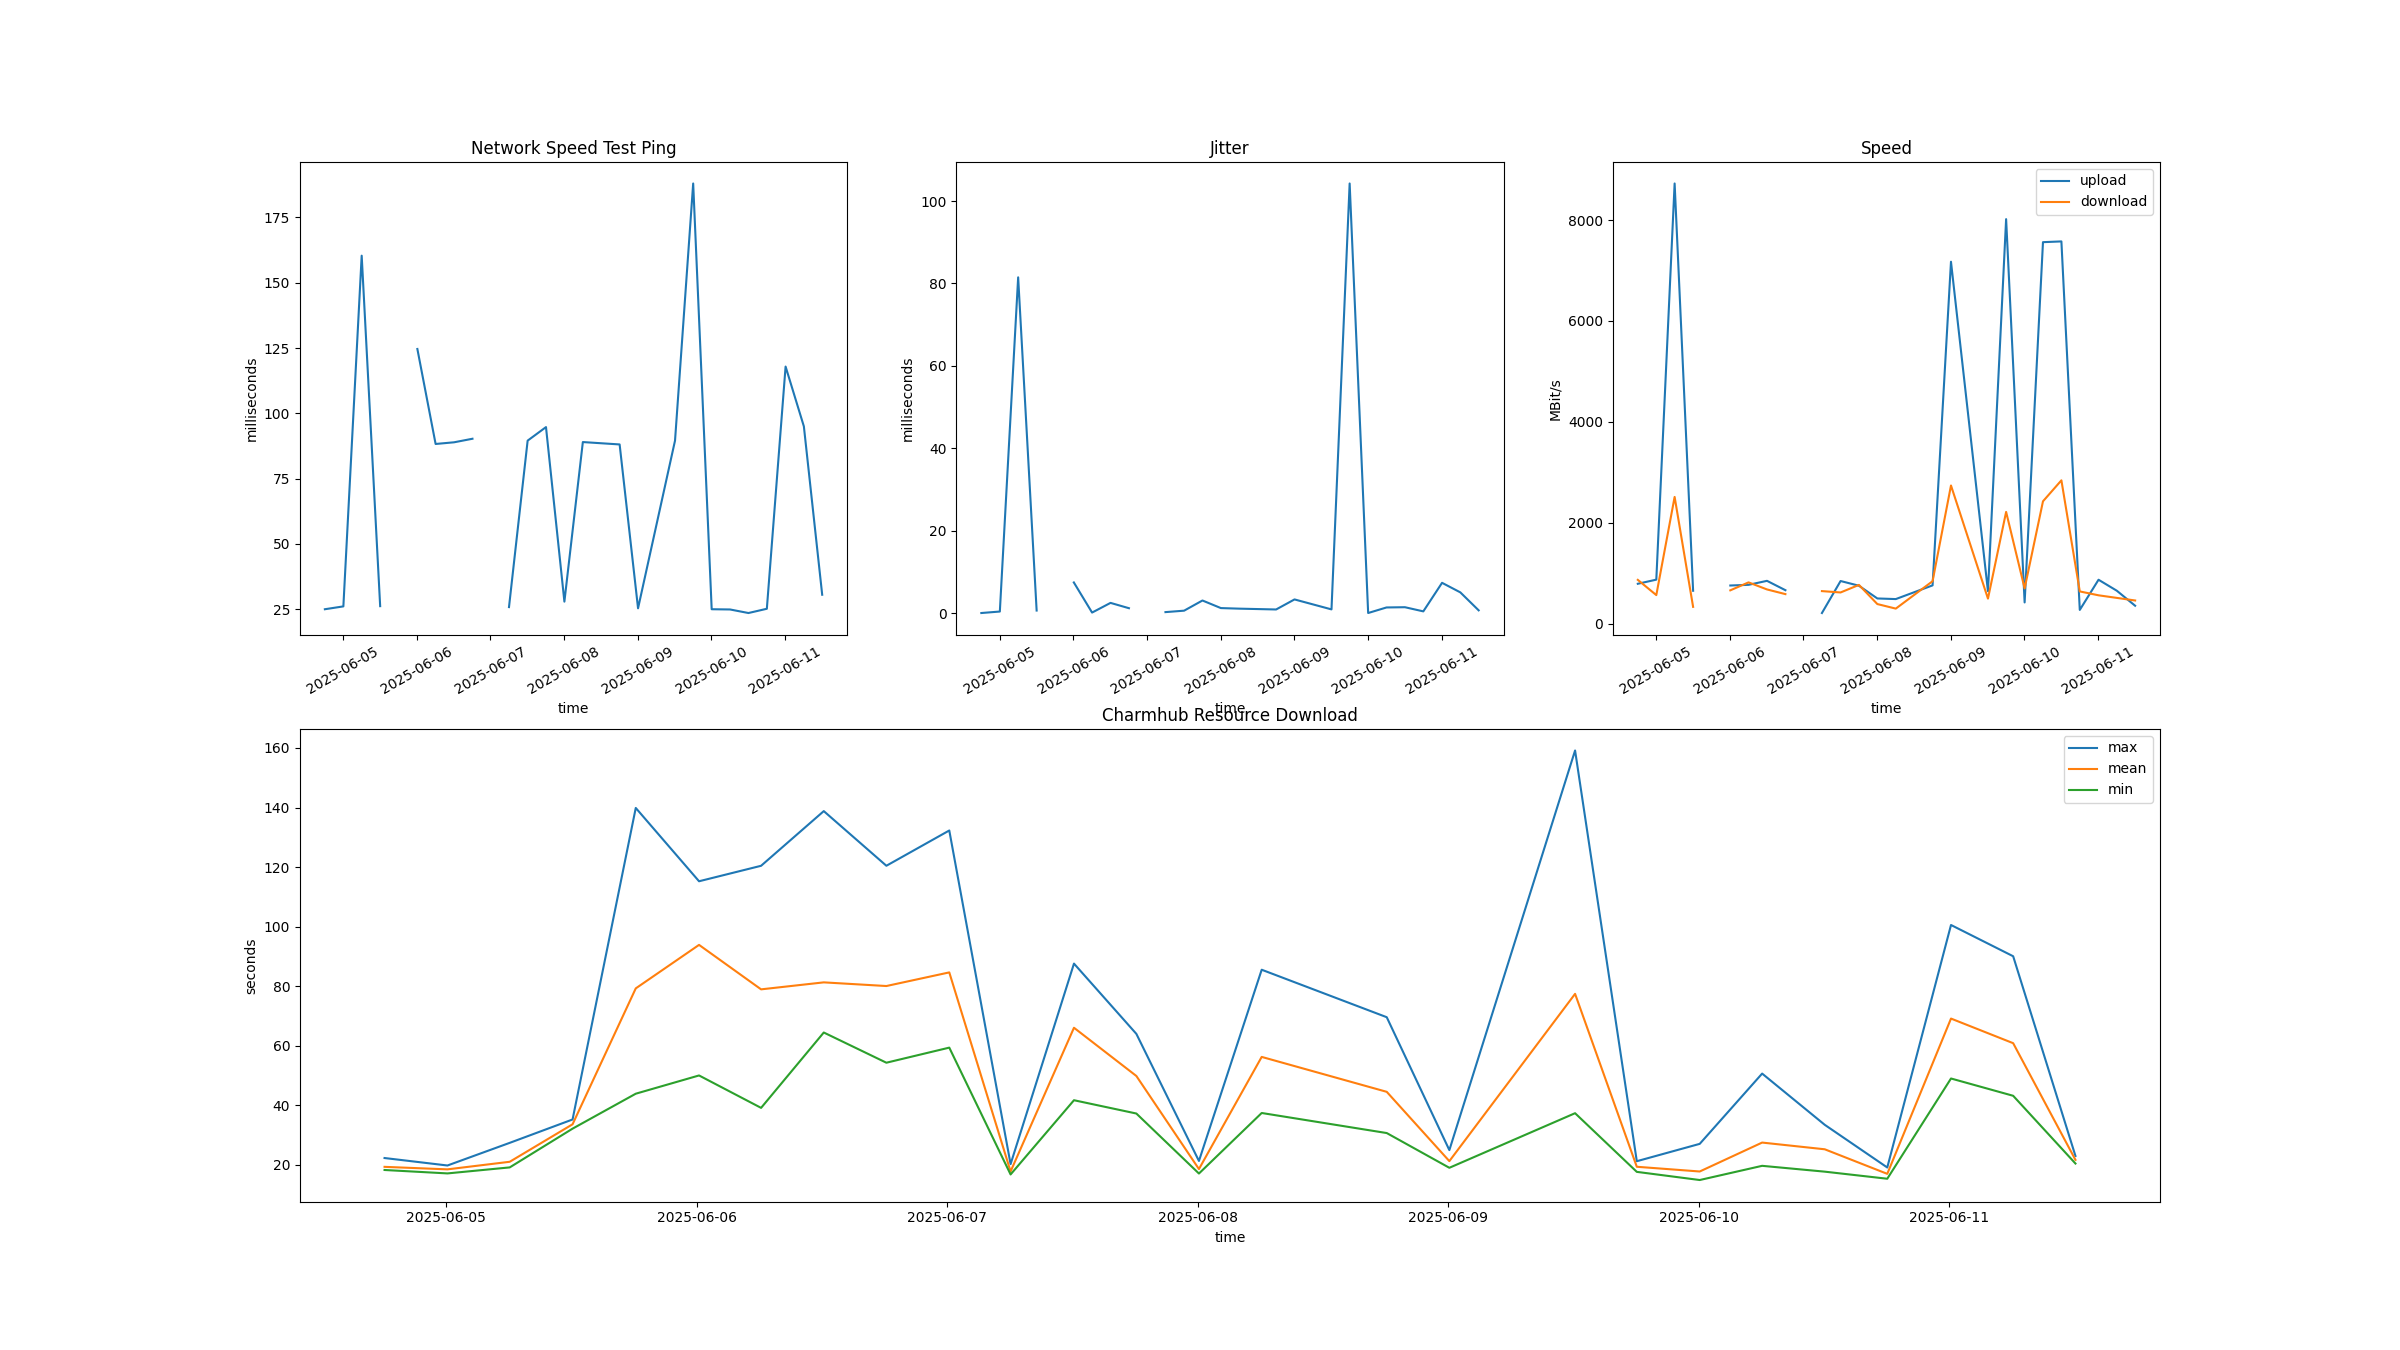 Network Speed Test Ping
milliseconds
175
150
125
100
75
50
25
2025-06-05 2025-06-06 2025-06-07 2025-06-08 2025-06-09 2025-06-10 2025-06-11
time
Jitter
milliseconds
100
80
60
40
20
0
2025-06-05 2025-06-06 2025-06-07 2025-06-08 2025-06-09 2025-06-10 2025-06-11
time
Speed
upload
download
MBit/s
8000
6000
4000
2000
0
2025-06-05 2025-06-06 2025-06-07 2025-06-08 2025-06-09 2025-06-10 2025-06-11
time
Charmhub Resource Download
max
mean
min
seconds
160
140
120
100
80
60
40
20
2025-06-05 2025-06-06 2025-06-07 2025-06-08 2025-06-09 2025-06-10 2025-06-11
time